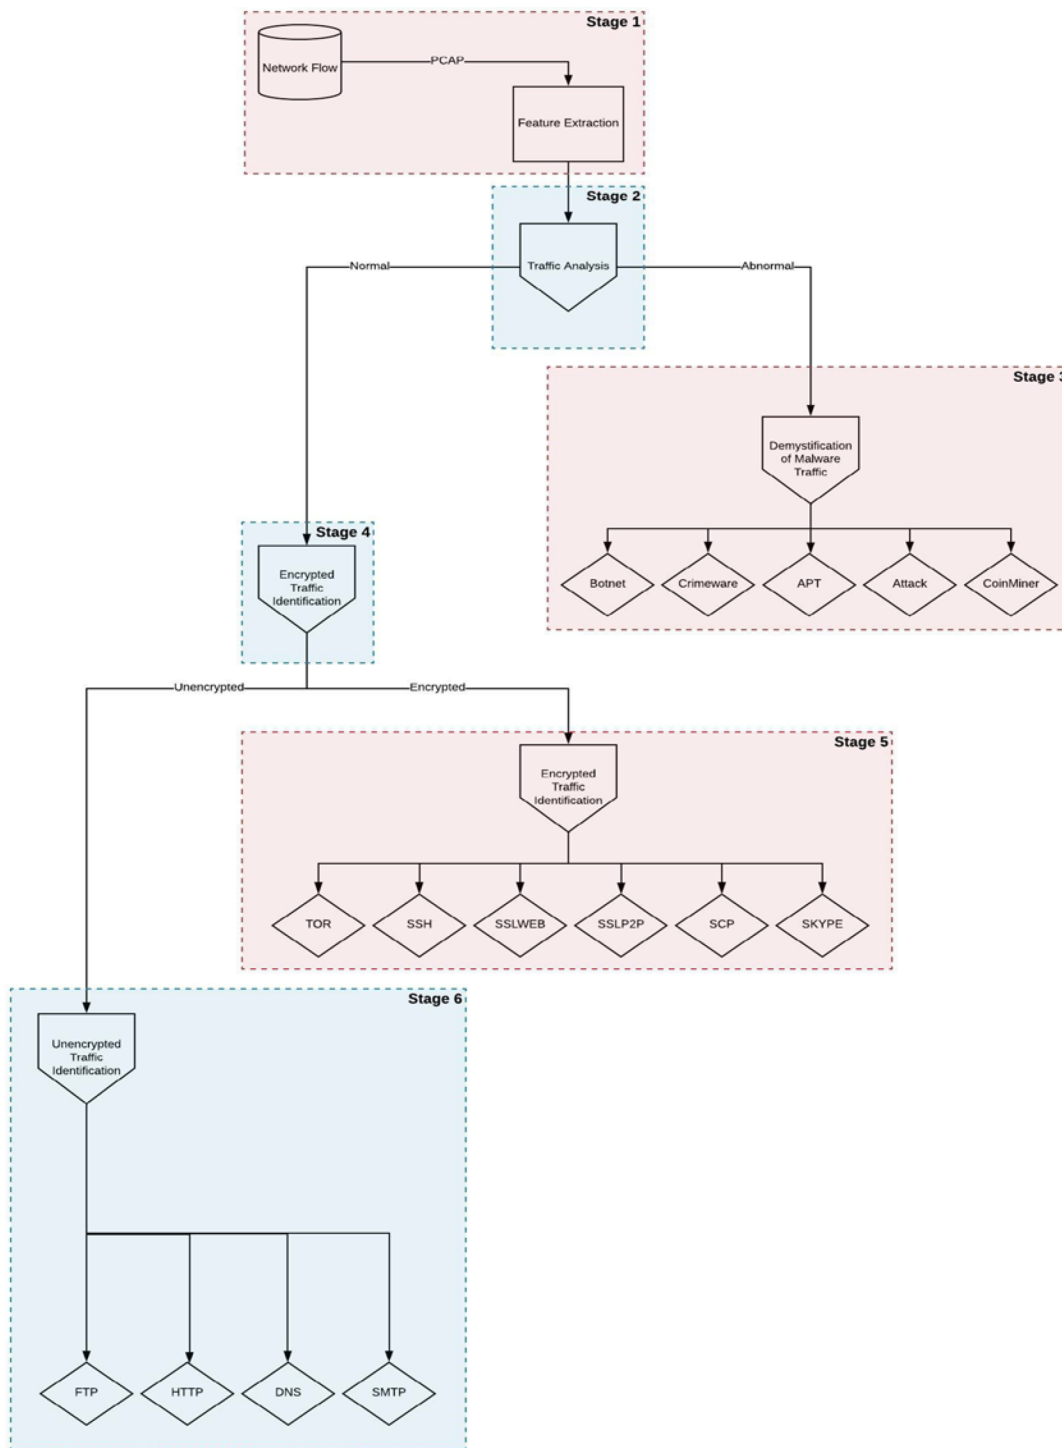 Stage 1
Network Flow
PCAP
Feature Extraction
Stage 2
Traffic Analysis
Normal
Abnormal
Stage 3
Demystification
of Malware
Traffic
Botnet
Crimeware
APT
Attack
CoinMiner
Stage 4
Encrypted
Traffic
Identification
Unencrypted
Encrypted
Stage 5
Encrypted
Traffic
Identification
TOR
SSH
SSLWEB
SSLP2P
SCP
SKYPE
Stage 6
Unencrypted
Traffic
Identification
FTP
HTTP
DNS
SMTP